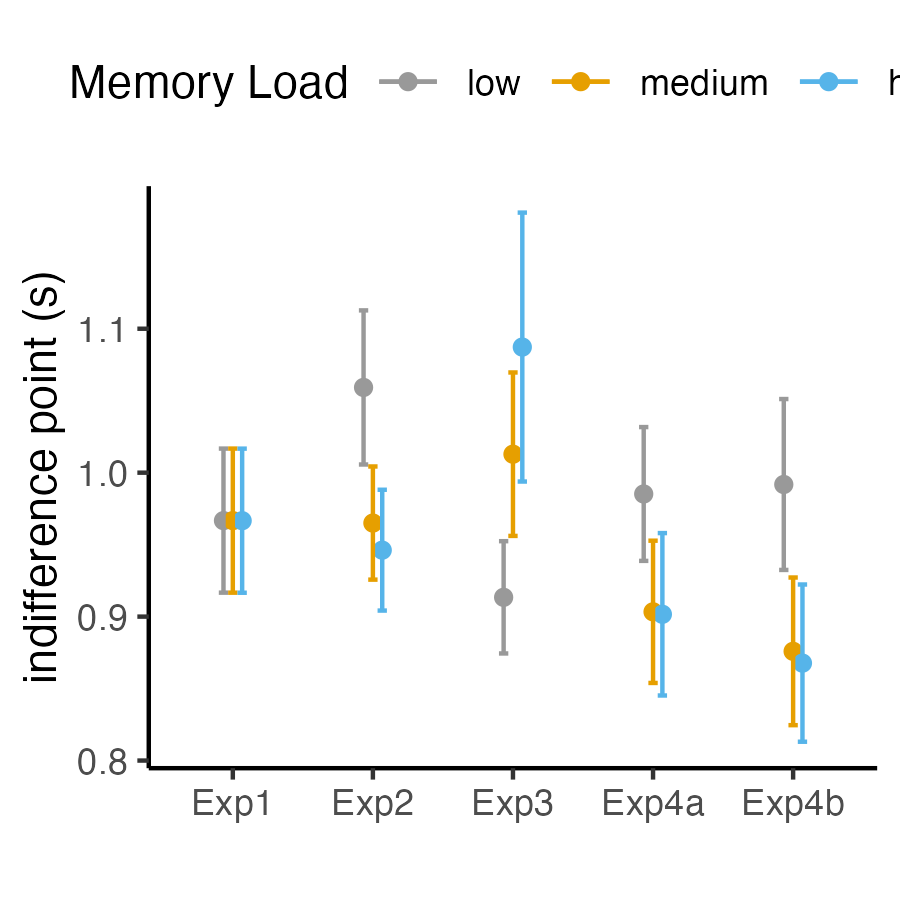 Memory Load low medium h
indifference point (s)
1.1
1.0
0.9
0.8
Exp1 Exp2 Exp3 Exp4a Exp4b